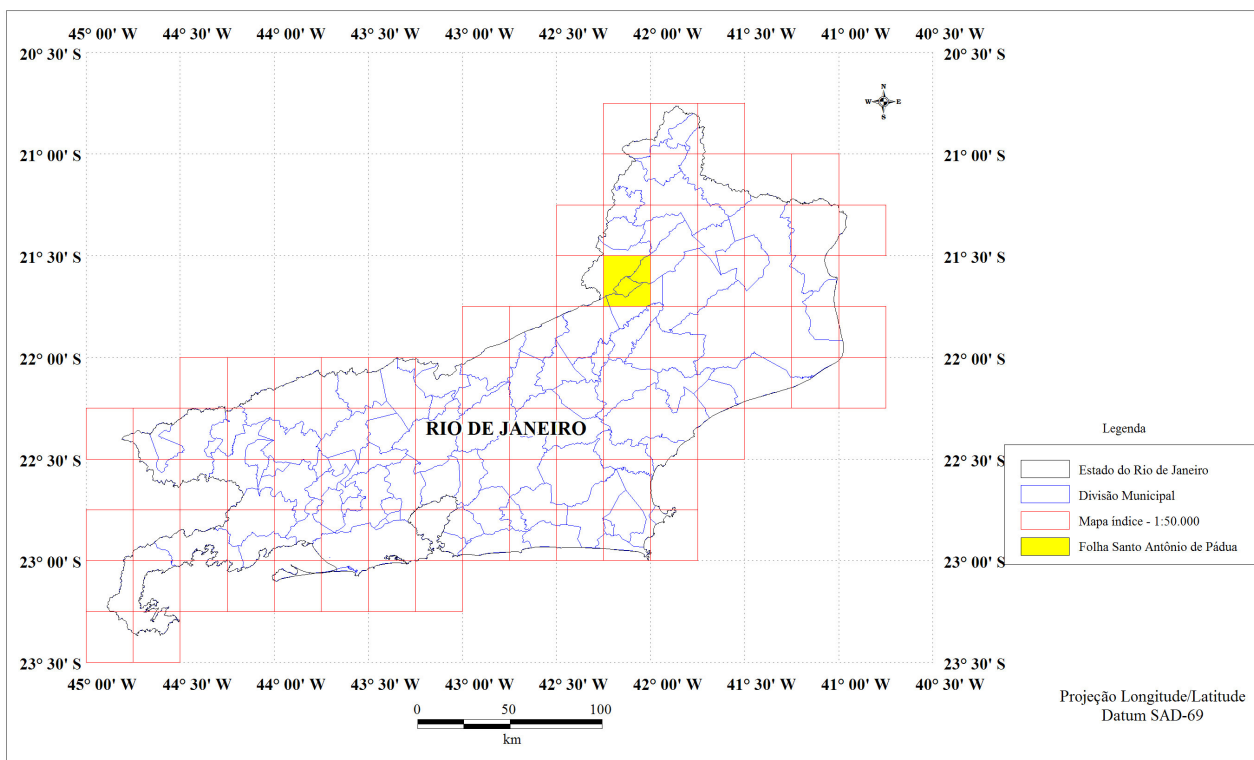 45° 00' W 44° 30' W 44° 00' W 43° 30' W 43° 00' W 42° 30' W 42° 00' W 41° 30' W 41° 00' W 40° 30' W
20° 30' S 20° 30' S
N
W E
S
21° 00' S 21° 00' S
21° 30' S 21° 30' S
22° 00' S 22° 00' S
RIO DE JANEIRO
Legenda
22° 30' S 22° 30' S
Estado do Rio de Janeiro
Divisão Municipal
Mapa índice - 1:50.000
Folha Santo Antônio de Pádua
23° 00' S 23° 00' S
23° 30' S 23° 30' S
45° 00' W 44° 30' W 44° 00' W 43° 30' W 43° 00' W 42° 30' W 42° 00' W 41° 30' W 41° 00' W 40° 30' W
0 50 100
km
Projeção Longitude/Latitude
Datum SAD-69